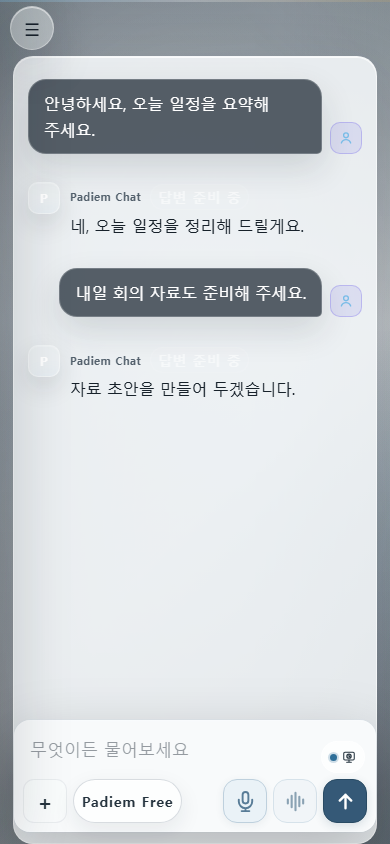 안녕하세요, 오늘 일정을 요약해
주세요.
P Padiem Chat 답변 준비 중
네, 오늘 일정을 정리해 드릴게요.
내일 회의 자료도 준비해 주세요.
P Padiem Chat 답변 준비 중
자료 초안을 만들어 두겠습니다.
무엇이든 물어보세요
+ Padiem Free